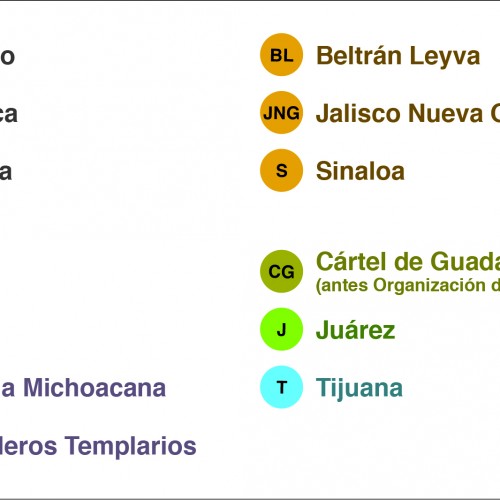 o
ca
a
a Michoacana
leros Templarios
BL Beltrán Leyva
JNG Jalisco Nueva
S Sinaloa
CG Cártel de Guada
(antes Organización d
J Juárez
T Tijuana